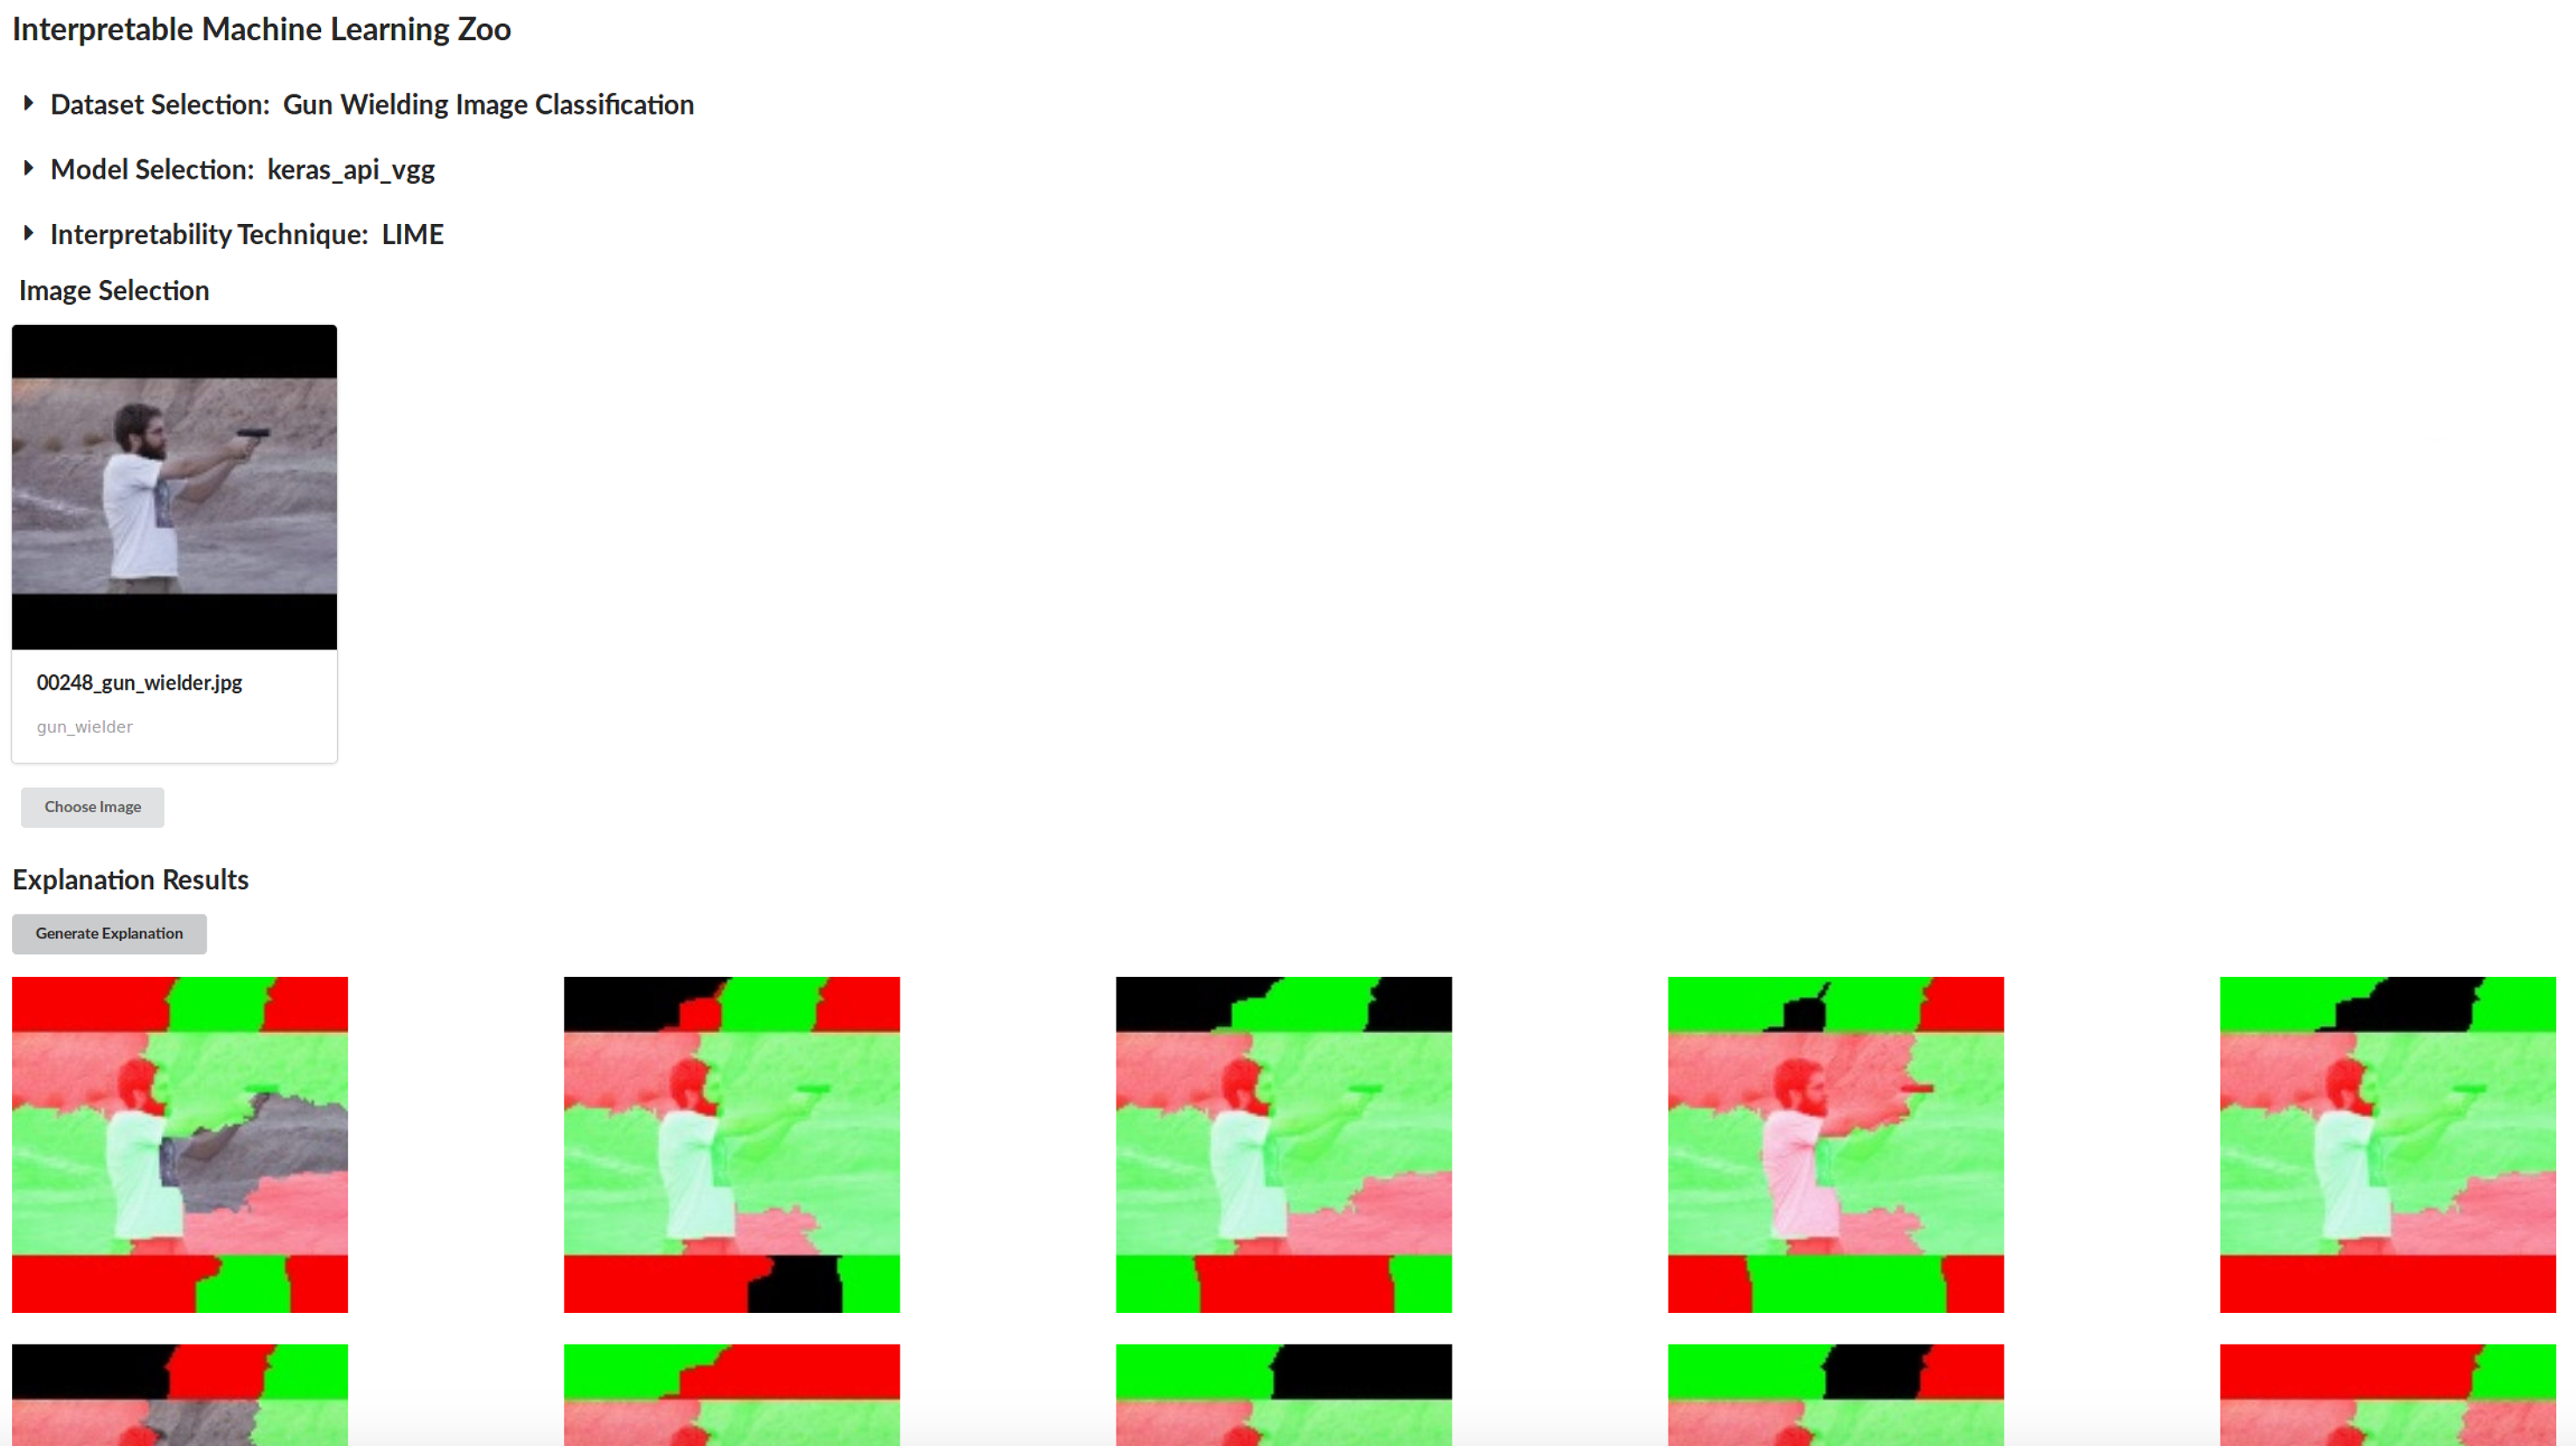 Interpretable Machine Learning Zoo
Dataset Selection: Gun Wielding Image Classification
Model Selection: keras_api_vgg
Interpretability Technique: LIME
Image Selection
00248_gun_wielder.jpg
gun_wielder
Choose Image
Explanation Results
Generate Explanation